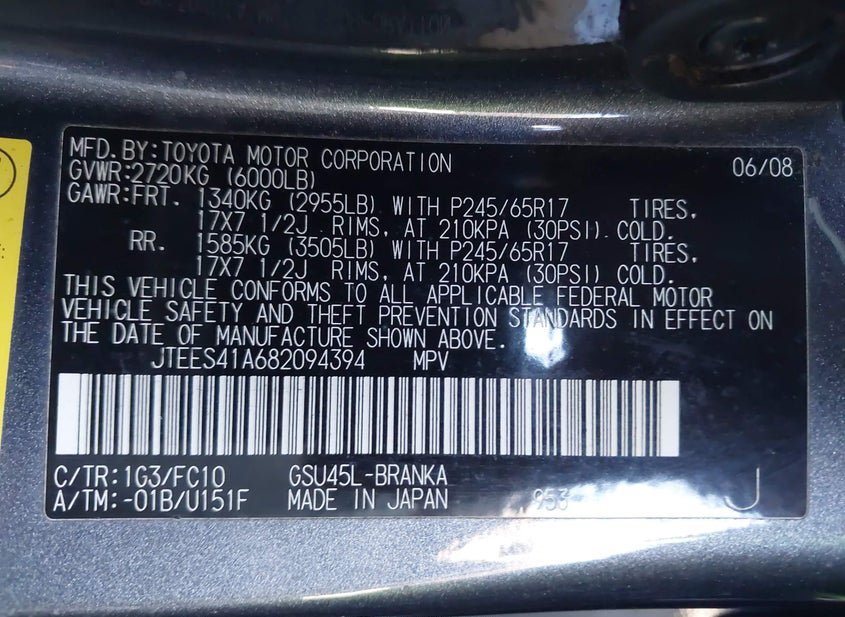 MFD. BY: TOYOTA MOTOR CORPORATION 06/08
GVWR: 2720KG (6000LB)
GAWR: FRT. 1340KG (2955LB) WITH P245/65R17 TIRES,
17X7 1/2J RIMS, AT 210KPA (30PSI). COLD.
RR. 1585KG (3505LB) WITH P245/65R17 TIRES,
17X7 1/2J RIMS, AT 210KPA (30PSI) COLD.
THIS VEHICLE CONFORMS TO ALL APPLICABLE FEDERAL MOTOR
VEHICLE SAFETY AND THEFT PREVENTION STANDARDS IN EFFECT ON
THE DATE OF MANUFACTURE SHOWN ABOVE.
JTEES41A682094394 MPV
C/TR: 1G3/FC10 GSU45L-BRANKA
A/TM: -01B/U151F MADE IN JAPAN 953 J